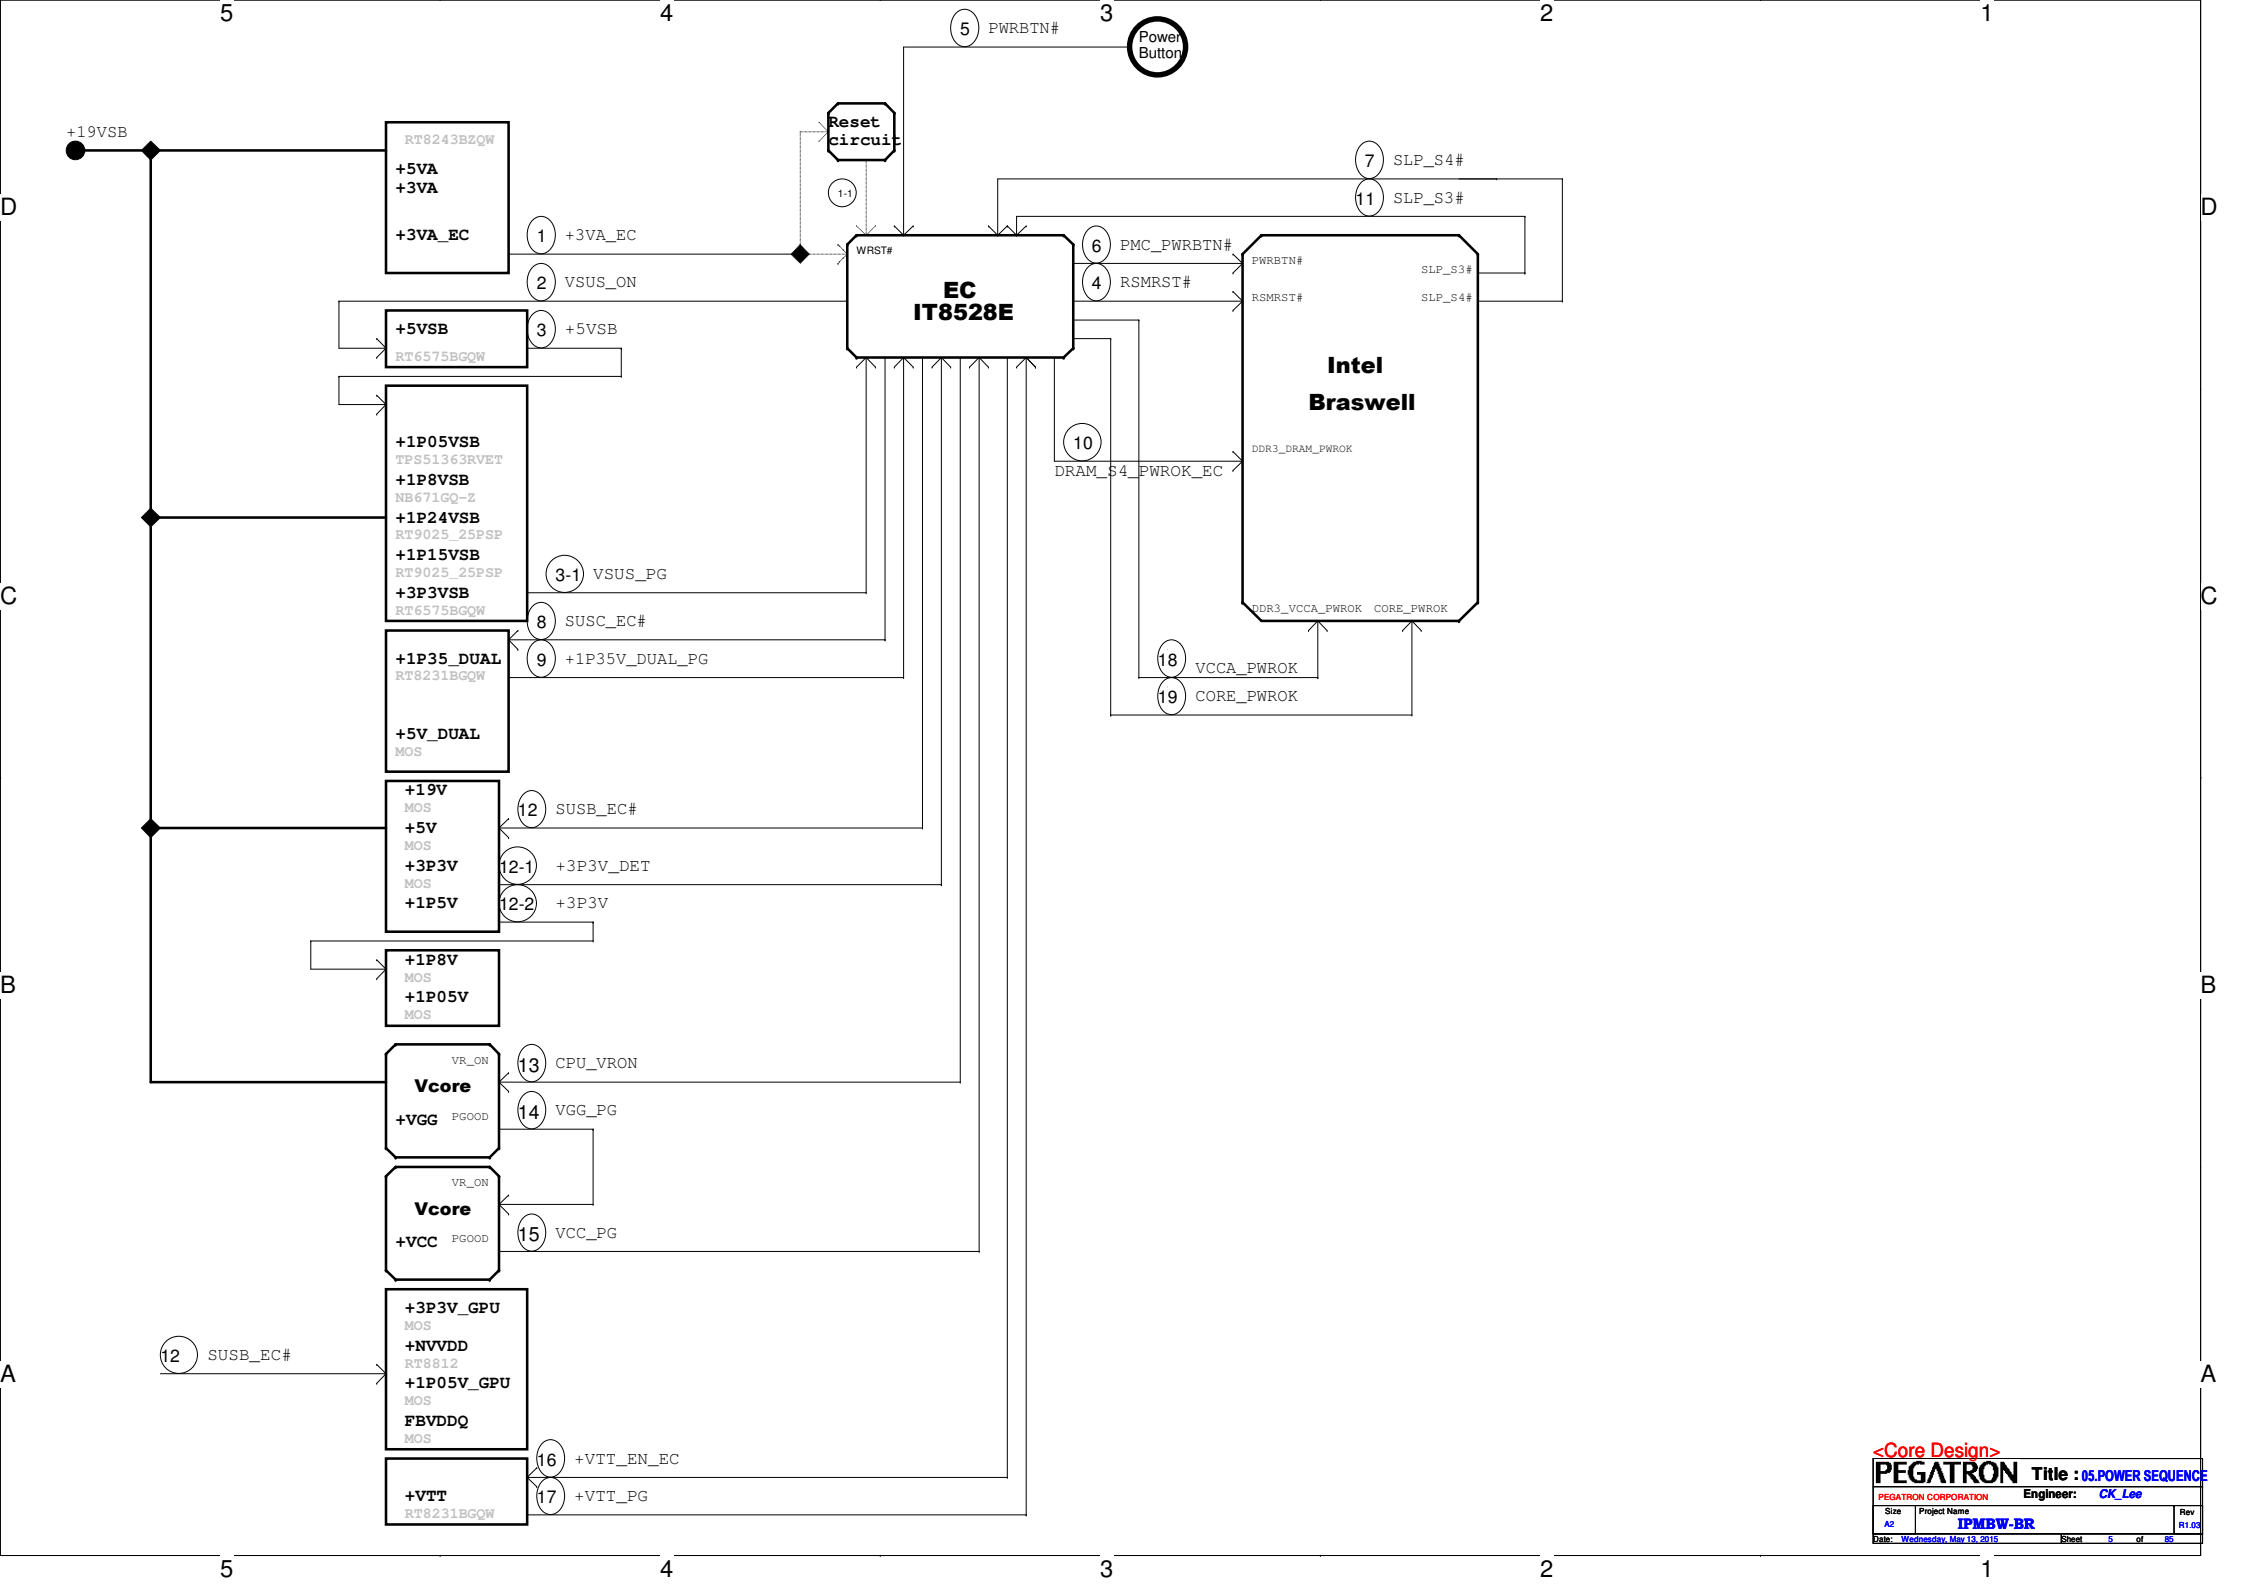 5 4 3 2 1
5 PWRBTN#
Power
Button
+19VSB
RT8243BZQW
+5VA
+3VA
+3VA_EC
1 +3VA_EC
2 VSUS_ON
Reset
circuit
1-1
7 SLP_S4#
11 SLP_S3#
D D
WRST#
EC
IT8528E
6 PMC_PWRBTN#
4 RSMRST#
PWRBTN#
RSMRST#
SLP_S3#
SLP_S4#
Intel
Braswell
DDR3_DRAM_PWROK
DDR3_VCCA_PWROK CORE_PWROK
10
DRAM_S4_PWROK_EC
18 VCCA_PWROK
19 CORE_PWROK
+5VSB
RT6575BGQW
3 +5VSB
+1P05VSB
TPS51363RVET
+1P8VSB
NB671GQ-Z
+1P24VSB
RT9025_25PSP
+1P15VSB
RT9025_25PSP
+3P3VSB
RT6575BGQW
3-1 VSUS_PG
C C
8 SUSC_EC#
9 +1P35V_DUAL_PG
+1P35_DUAL
RT8231BGQW
+5V_DUAL
MOS
+19V
MOS
+5V
MOS
+3P3V
MOS
+1P5V
12 SUSB_EC#
12-1 +3P3V_DET
12-2 +3P3V
+1P8V
MOS
+1P05V
MOS
B B
VR_ON
Vcore
+VGG PGOOD
13 CPU_VRON
14 VGG_PG
VR_ON
Vcore
+VCC PGOOD
15 VCC_PG
+3P3V_GPU
MOS
+NVVDD
RT8812
+1P05V_GPU
MOS
FBVDDQ
MOS
12 SUSB_EC#
A A
16 +VTT_EN_EC
17 +VTT_PG
+VTT
RT8231BGQW
<Core Design>
PEGATRON Title : 05.POWER SEQUENCE
PEGATRON CORPORATION Engineer: CK_Lee
Size Project Name Rev
A2 IPMBW-BR R1.03
Date: Wednesday, May 13, 2015 Sheet 5 of 85
5 4 3 2 1